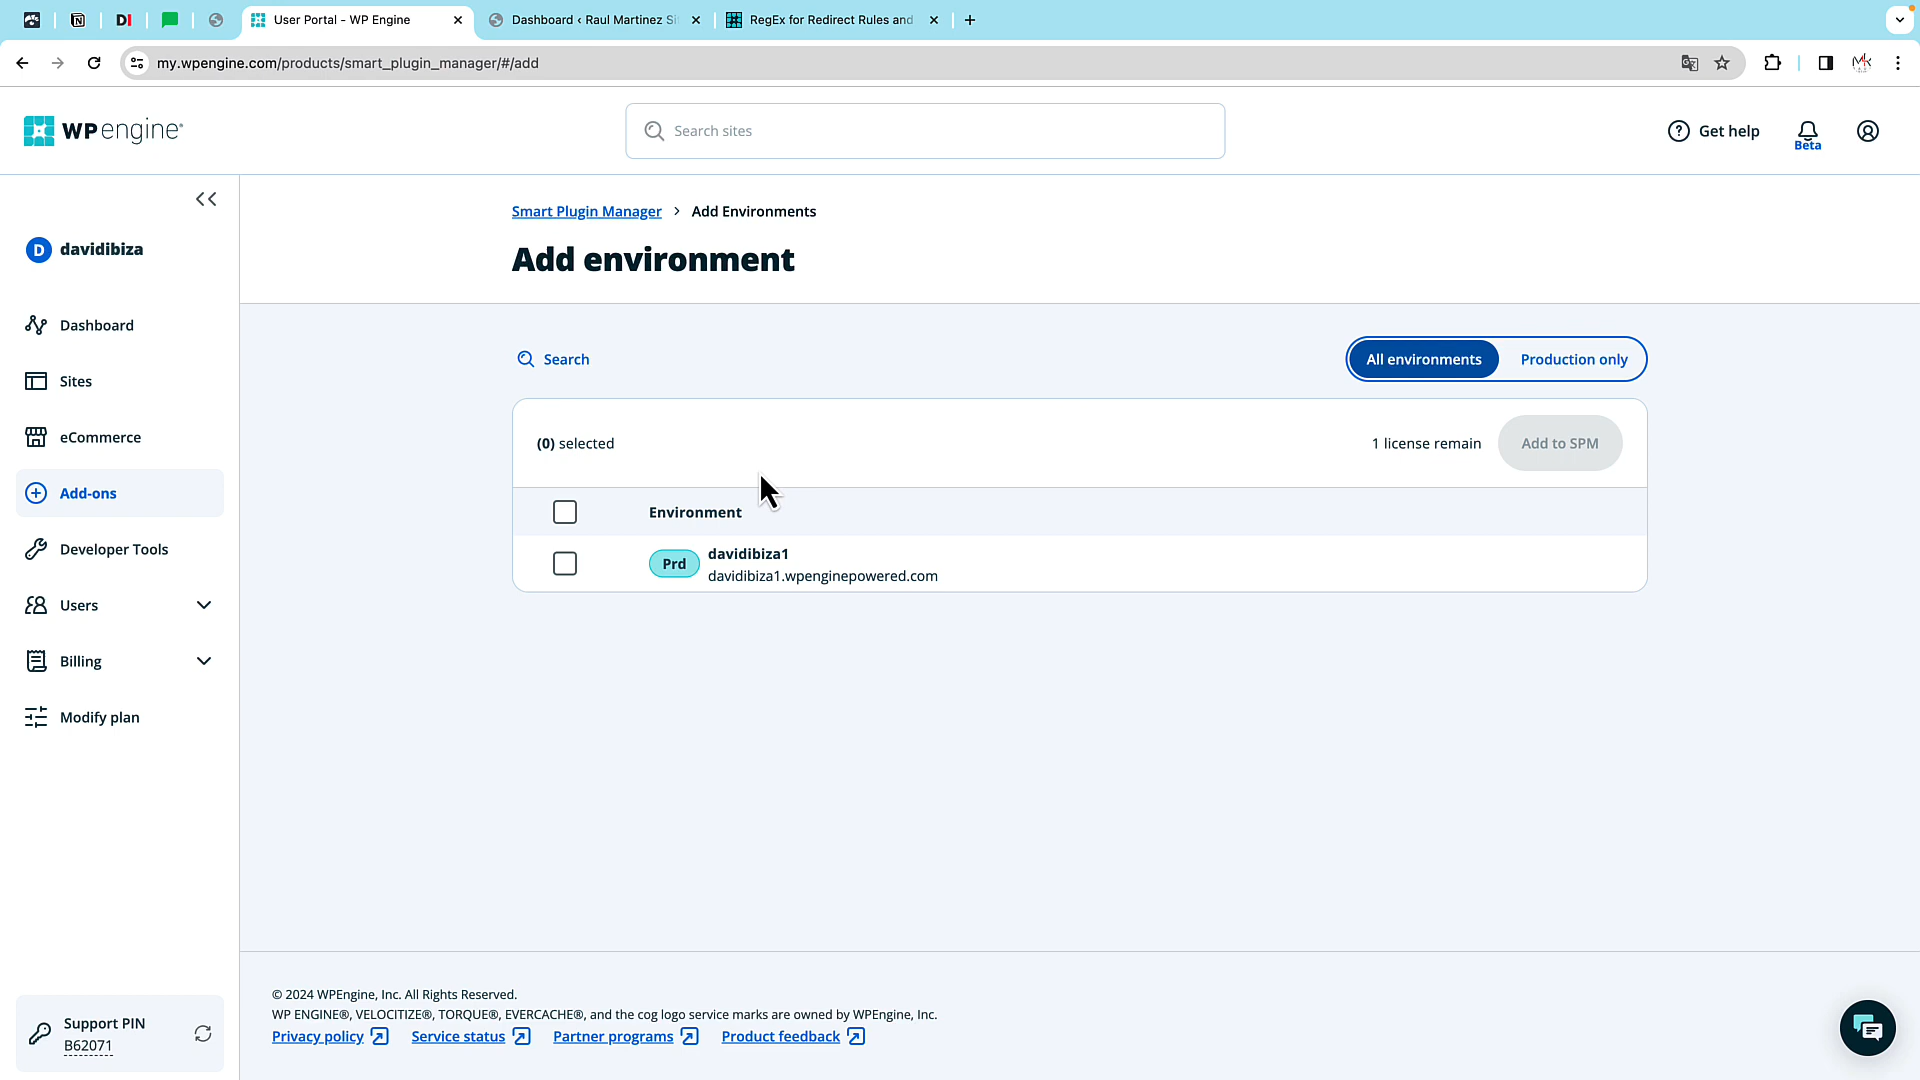 DI
User Portal - WP Engine
Dashboard ‹ Raul Martinez Si
RegEx for Redirect Rules and
my.wpengine.com/products/smart_plugin_manager/#/add
WP engine®
Search sites
Get help
Beta
D davidibiza
Dashboard
Sites
eCommerce
Add-ons
Developer Tools
Users
Billing
Modify plan
Support PIN
B62071
Smart Plugin Manager > Add Environments
Add environment
Search
All environments
Production only
(0) selected
1 license remain
Add to SPM
Environment
Prd
davidibiza1
davidibiza1.wpenginepowered.com
© 2024 WPEngine, Inc. All Rights Reserved.
WP ENGINE®, VELOCITIZE®, TORQUE®, EVERCACHE®, and the cog logo service marks are owned by WPEngine, Inc.
Privacy policy Service status Partner programs Product feedback